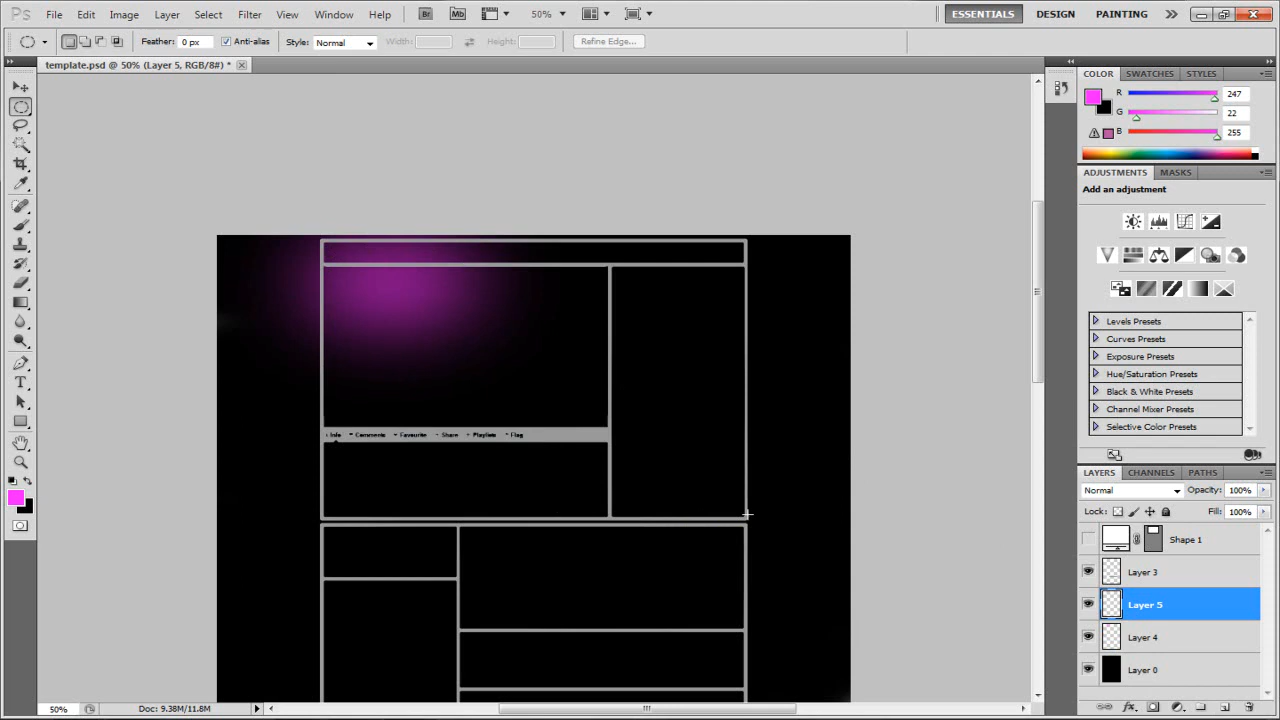 Ps File Edit Image Layer Select Filter View Window Help Br Mb 50% ESSENTIALS DESIGN PAINTING
Feather: 0 px Anti-alias Style: Normal Width: Height: Refine Edge...
template.psd @ 50% (Layer 5, RGB/8#) *
COLOR SWATCHES STYLES
R 247
G 22
B 255
ADJUSTMENTS MASKS
Add an adjustment
Levels Presets
Curves Presets
Exposure Presets
Hue/Saturation Presets
Black & White Presets
Channel Mixer Presets
Selective Color Presets
Info Comments Favourite Share Playlists Flag
LAYERS CHANNELS PATHS
Normal Opacity: 100%
Lock: Fill: 100%
Shape 1
Layer 3
Layer 5
Layer 4
Layer 0
50% Doc: 9.38M/11.8M